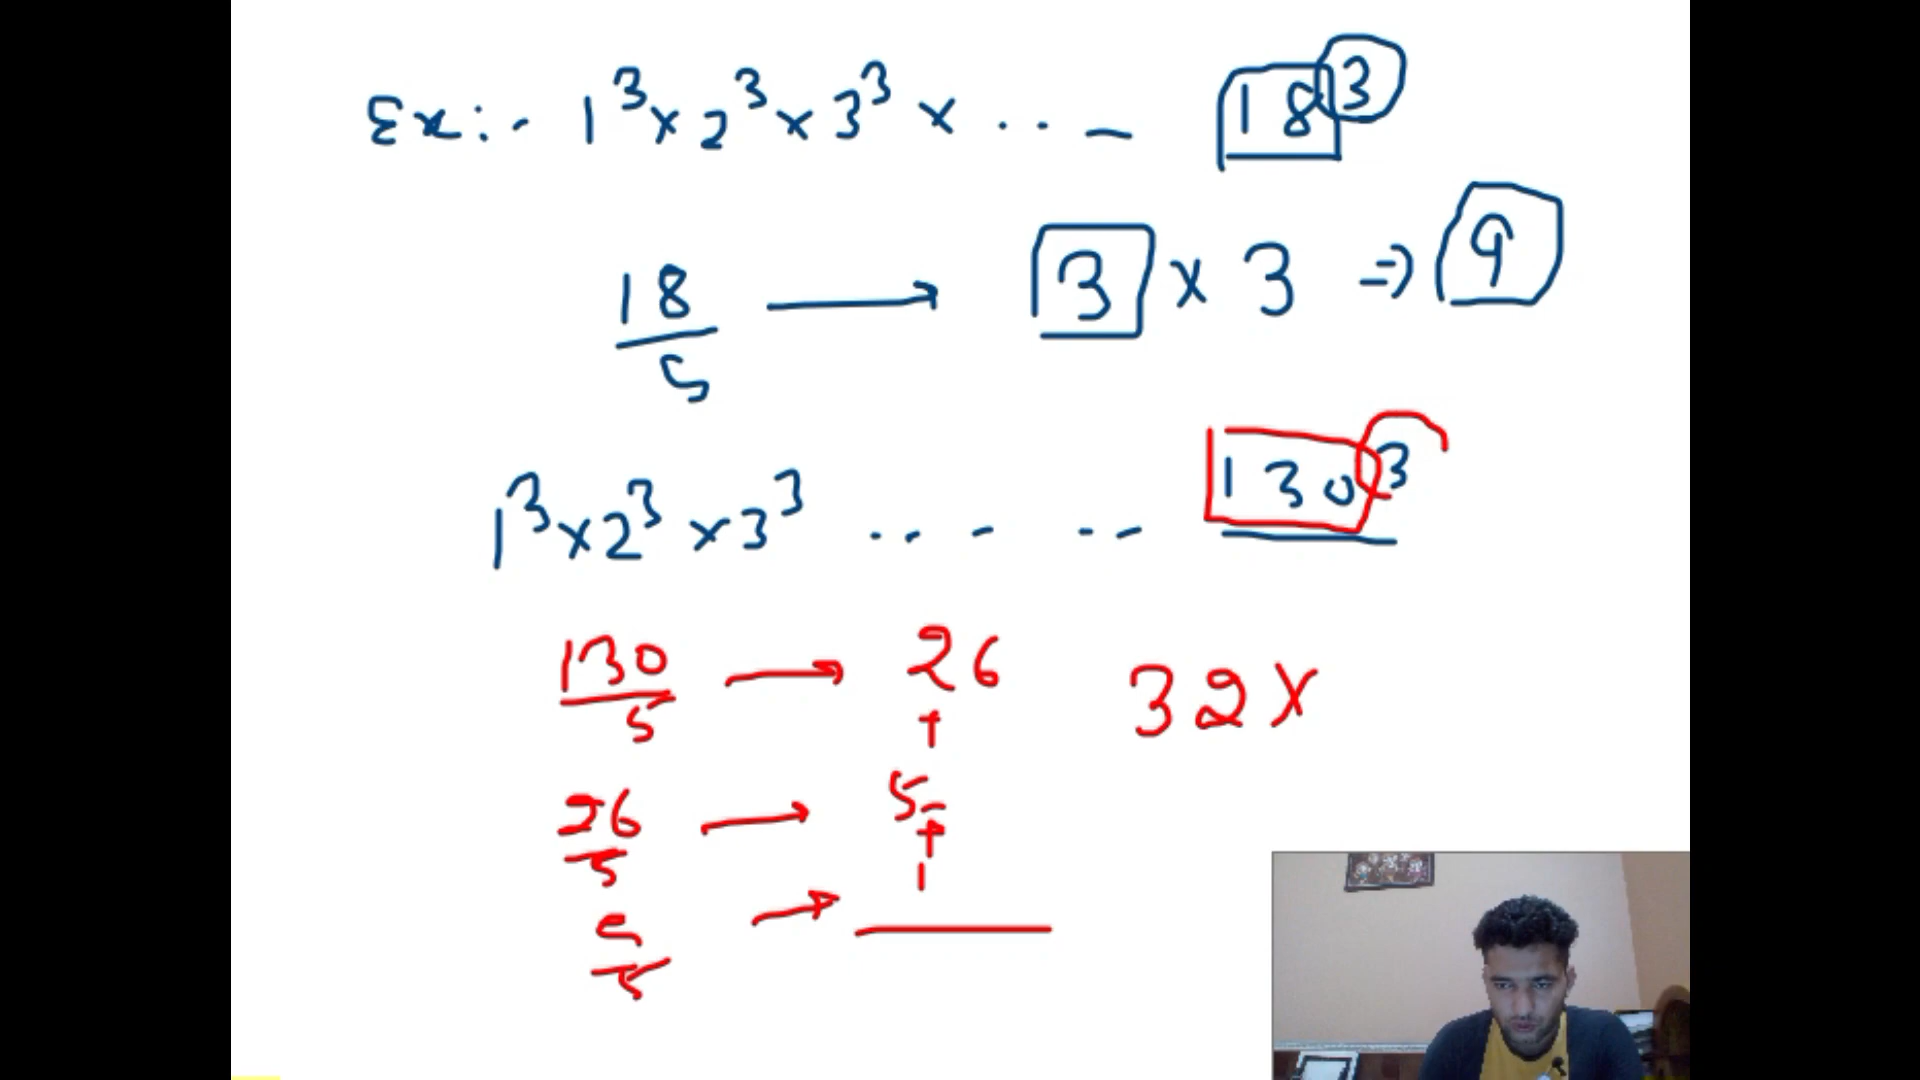 Ex:- 1³ x 2³ x 3³ x ... - 18³
18/5 → 3 x 3 ⇒ 9
1³ x 2³ x 3³ ... - -- 130³
130/5 → 26 32 x
+
26/5 → 5
+
5/5 → 1